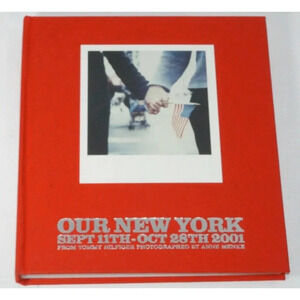 OUR NEW YORK
SEPT 11TH-OCT 28TH 2001
FROM TOMMY HILFIGER PHOTOGRAPHED BY ANNE MENKE